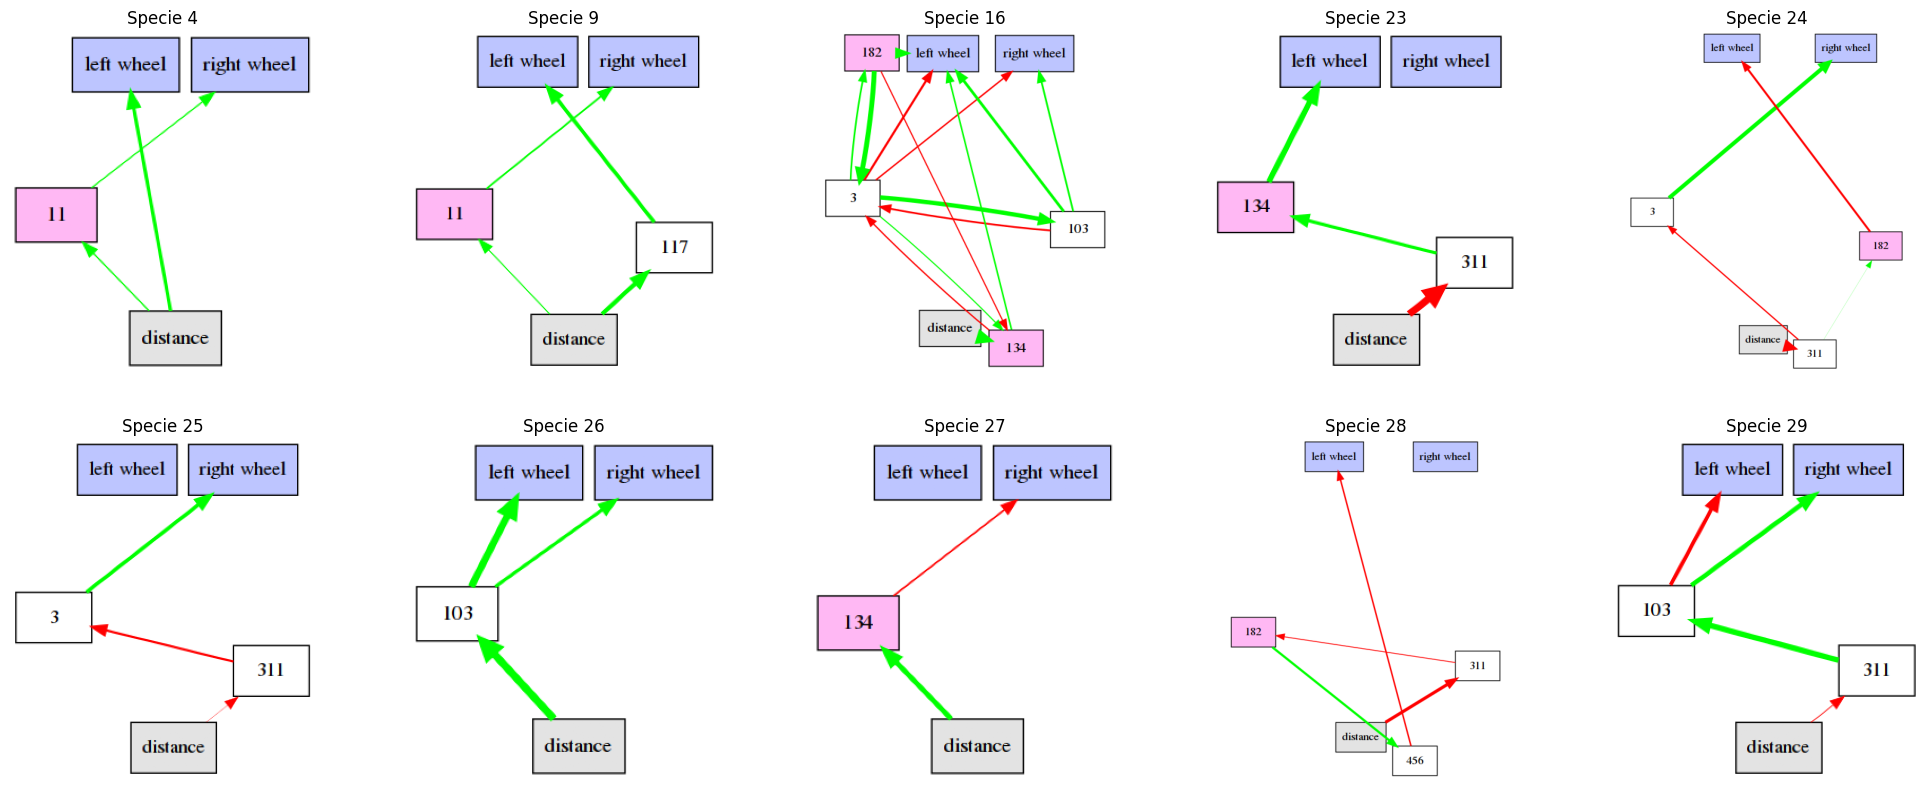 Specie 4
left wheel
right wheel
11
distance
Specie 9
left wheel
right wheel
11
117
distance
Specie 16
182
left wheel
right wheel
3
103
distance
134
Specie 23
left wheel
right wheel
134
311
distance
Specie 24
left wheel
right wheel
3
182
distance
311
Specie 25
left wheel
right wheel
3
311
distance
Specie 26
left wheel
right wheel
103
distance
Specie 27
left wheel
right wheel
134
distance
Specie 28
left wheel
right wheel
182
311
distance
456
Specie 29
left wheel
right wheel
103
311
distance